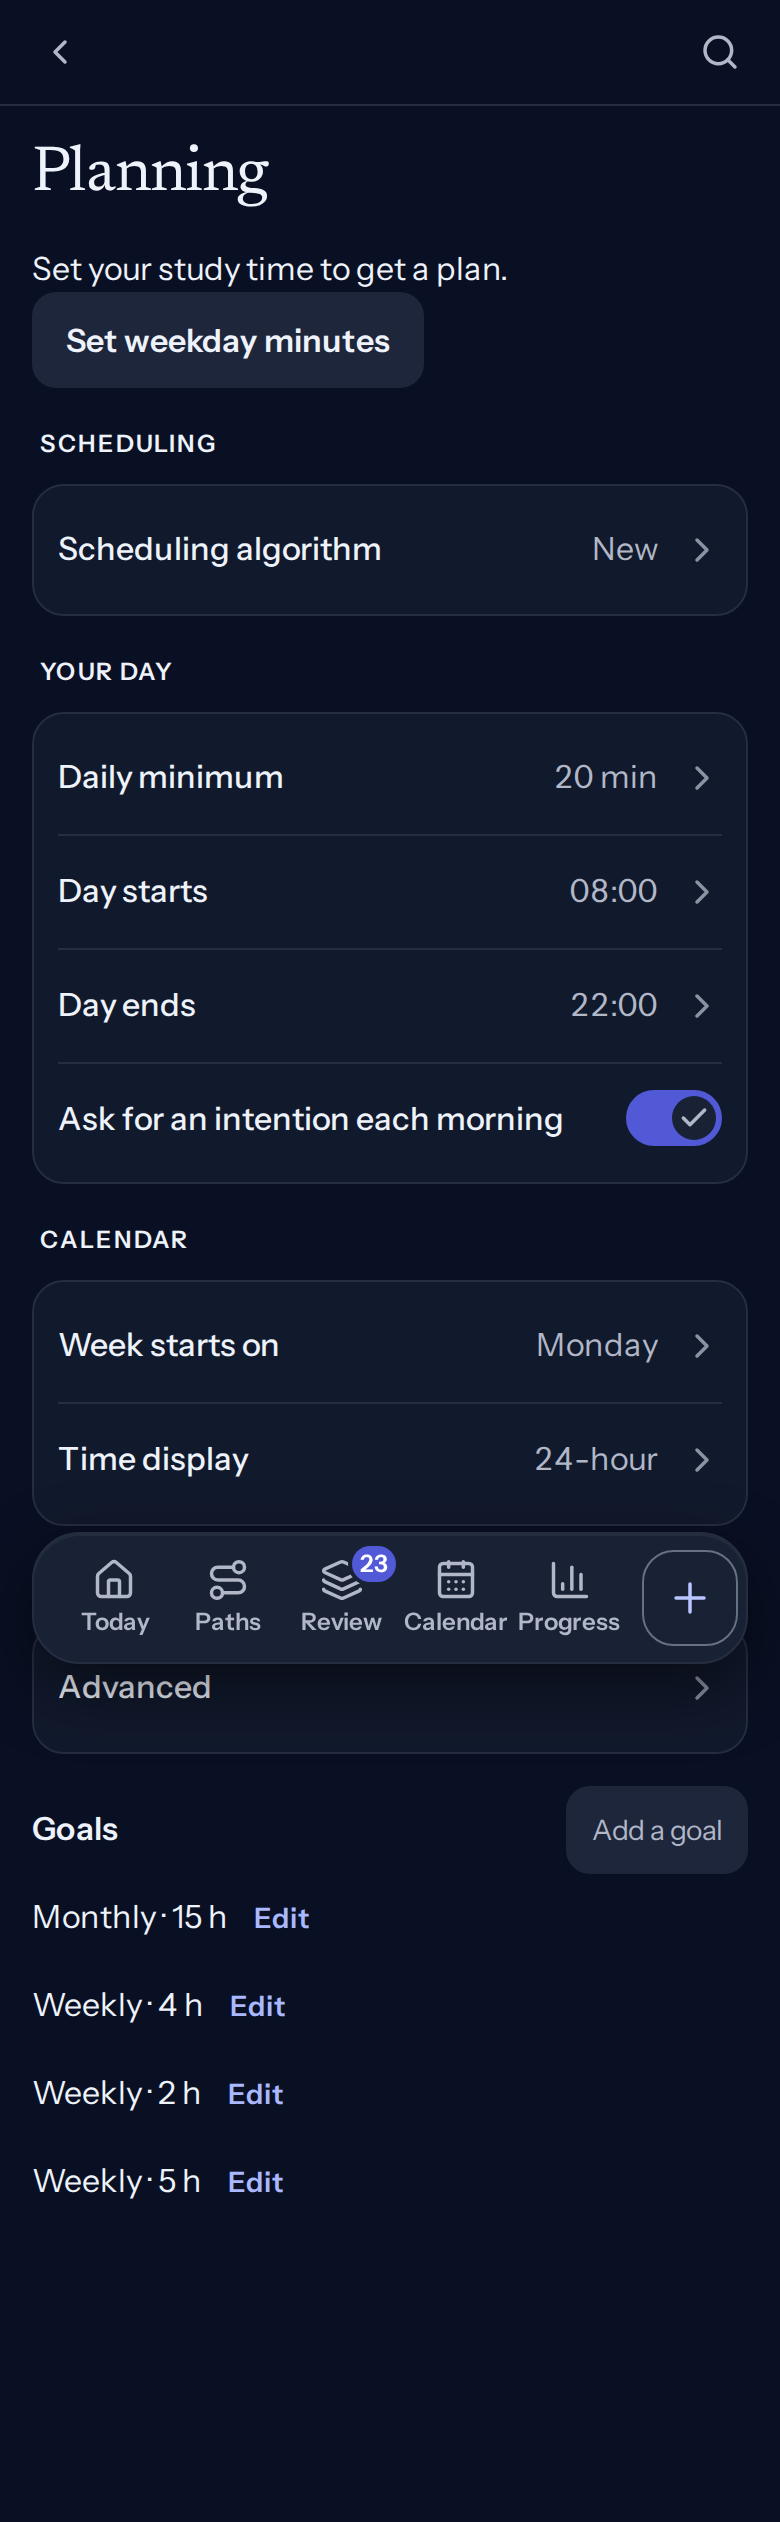 Planning
Set your study time to get a plan.
Set weekday minutes
SCHEDULING
Scheduling algorithm New
YOUR DAY
Daily minimum 20 min
Day starts 08:00
Day ends 22:00
Ask for an intention each morning
CALENDAR
Week starts on Monday
Time display 24-hour
23
Today Paths Review Calendar Progress
Advanced
Goals Add a goal
Monthly · 15 h Edit
Weekly · 4 h Edit
Weekly · 2 h Edit
Weekly · 5 h Edit